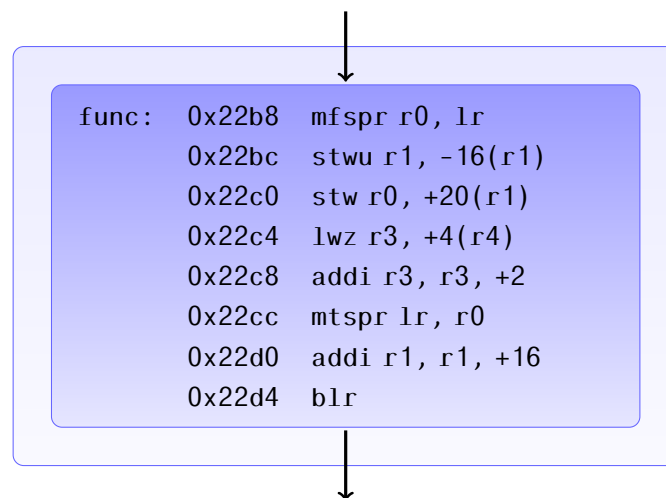 func: 0x22b8 mfspr r0, lr
0x22bc stwu r1, -16(r1)
0x22c0 stw r0, +20(r1)
0x22c4 lwz r3, +4(r4)
0x22c8 addi r3, r3, +2
0x22cc mtspr lr, r0
0x22d0 addi r1, r1, +16
0x22d4 blr